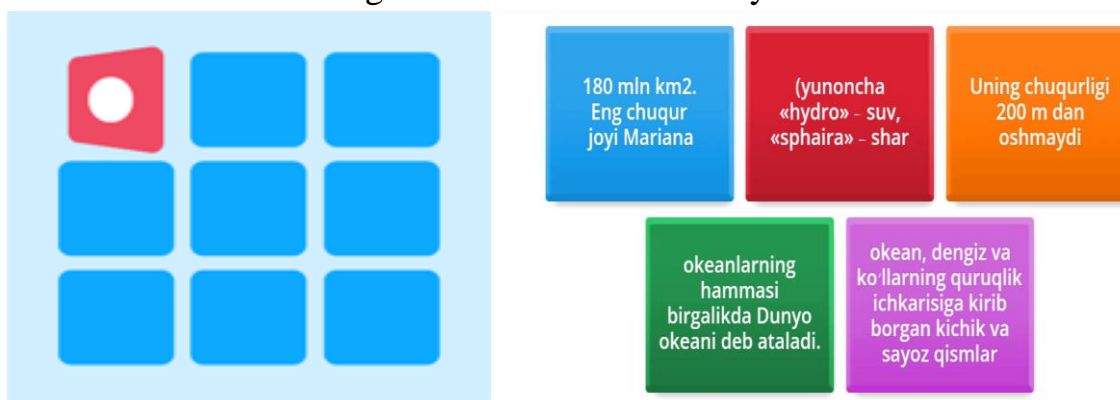 180 mln km2.
Eng chuqur
joyi Mariana
(yunoncha
«hydro» – suv,
«sphaira» – shar
Uning chuqurligi
200 m dan
oshmaydi
okeanlarning
hammasi
birgalikda Dunyo
okeani deb ataladi.
okean, dengiz va
ko'llarning quruqlik
ichkarisiga kirib
borgan kichik va
sayoz qismlar